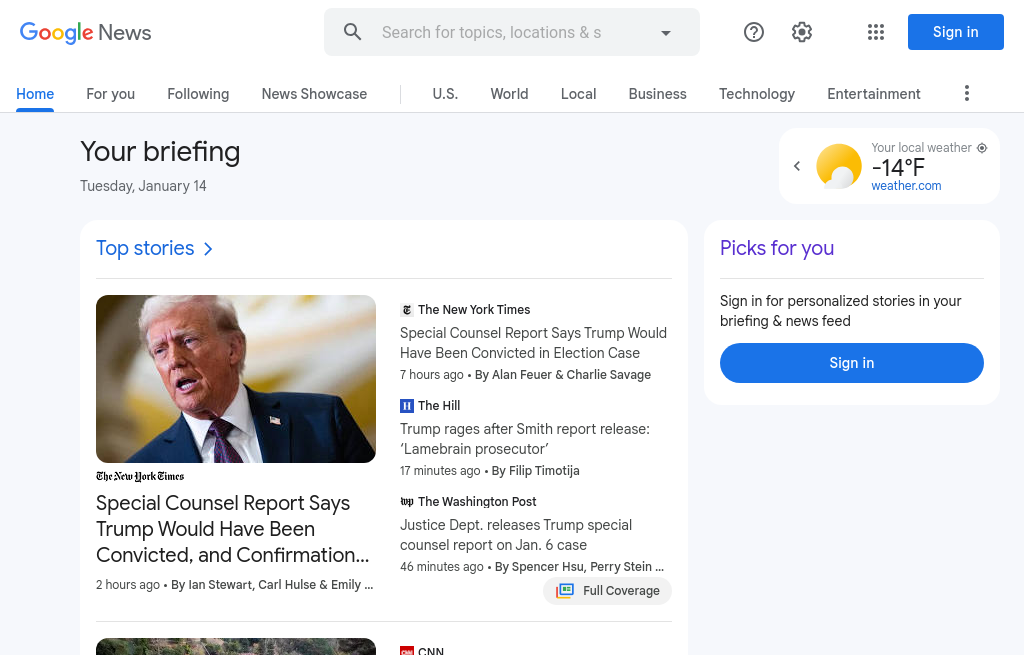 Google News
Search for topics, locations & s
Sign in
Home
For you
Following
News Showcase
U.S.
World
Local
Business
Technology
Entertainment
Your briefing
Tuesday, January 14
Your local weather
-14°F
weather.com
Top stories
The New York Times
Special Counsel Report Says
Trump Would Have Been
Convicted, and Confirmation...
2 hours ago • By Ian Stewart, Carl Hulse & Emily ...
The New York Times
Special Counsel Report Says Trump Would
Have Been Convicted in Election Case
7 hours ago • By Alan Feuer & Charlie Savage
H The Hill
Trump rages after Smith report release:
‘Lamebrain prosecutor’
17 minutes ago • By Filip Timotija
wp The Washington Post
Justice Dept. releases Trump special
counsel report on Jan. 6 case
46 minutes ago • By Spencer Hsu, Perry Stein ...
Full Coverage
CNN
Picks for you
Sign in for personalized stories in your
briefing & news feed
Sign in